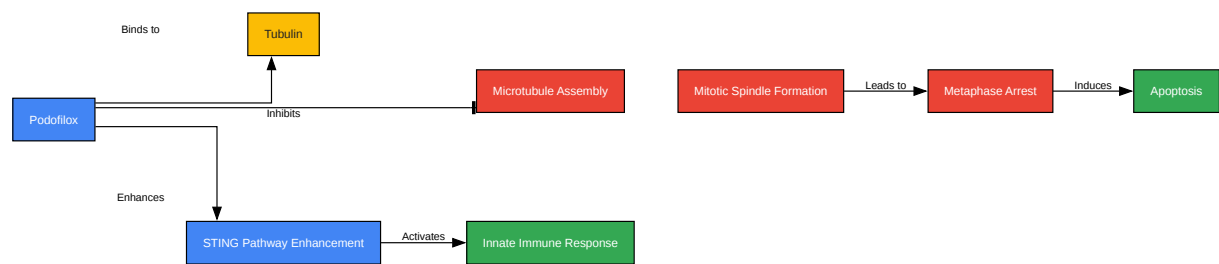 Binds to
Tubulin
Microtubule Assembly
Mitotic Spindle Formation
Leads to
Metaphase Arrest
Induces
Apoptosis
Podofilox
Inhibits
Enhances
STING Pathway Enhancement
Activates
Innate Immune Response